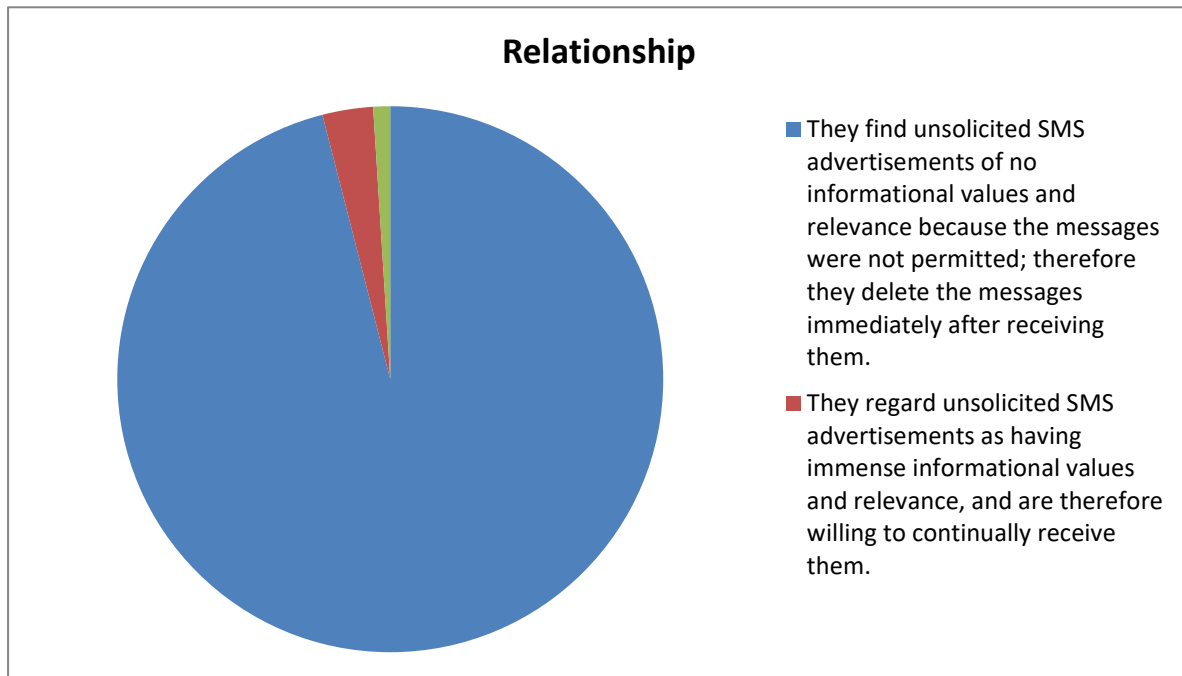 Relationship
They find unsolicited SMS
advertisements of no
informational values and
relevance because the messages
were not permitted; therefore
they delete the messages
immediately after receiving
them.
They regard unsolicited SMS
advertisements as having
immense informational values
and relevance, and are therefore
willing to continually receive
them.